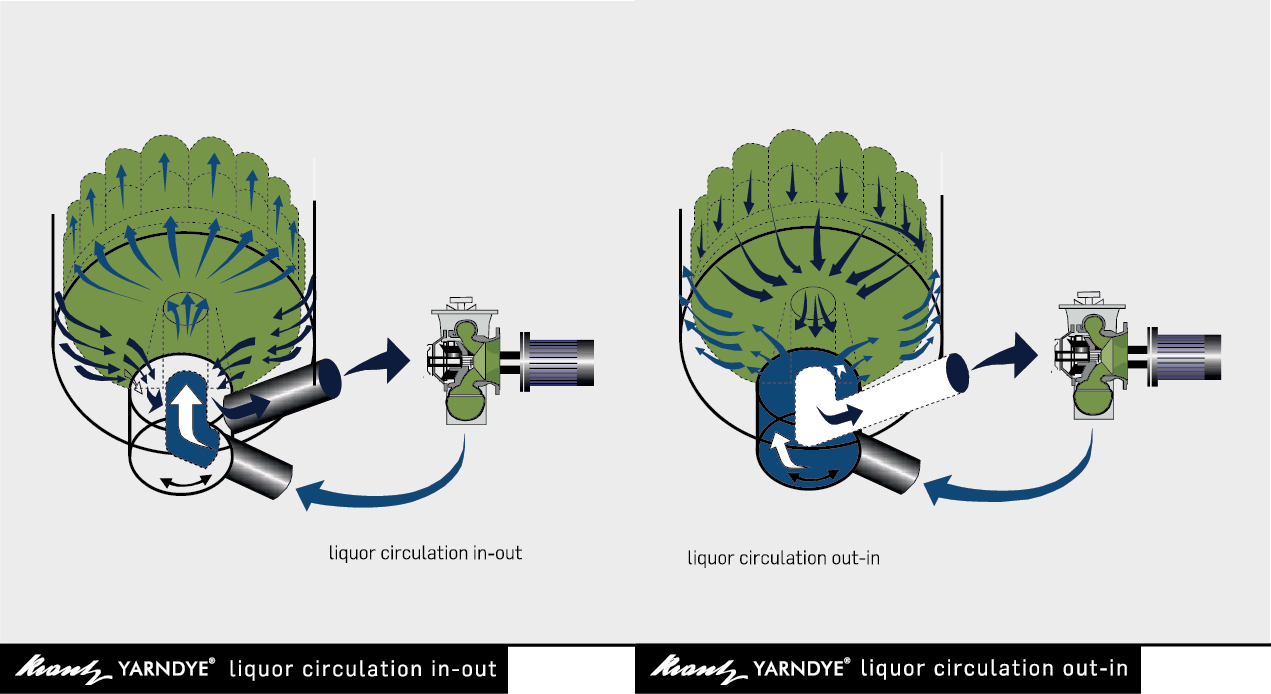 liquor circulation in-out
liquor circulation out-in
Krantz YARNDYE® liquor circulation in-out
Krantz YARNDYE® liquor circulation out-in